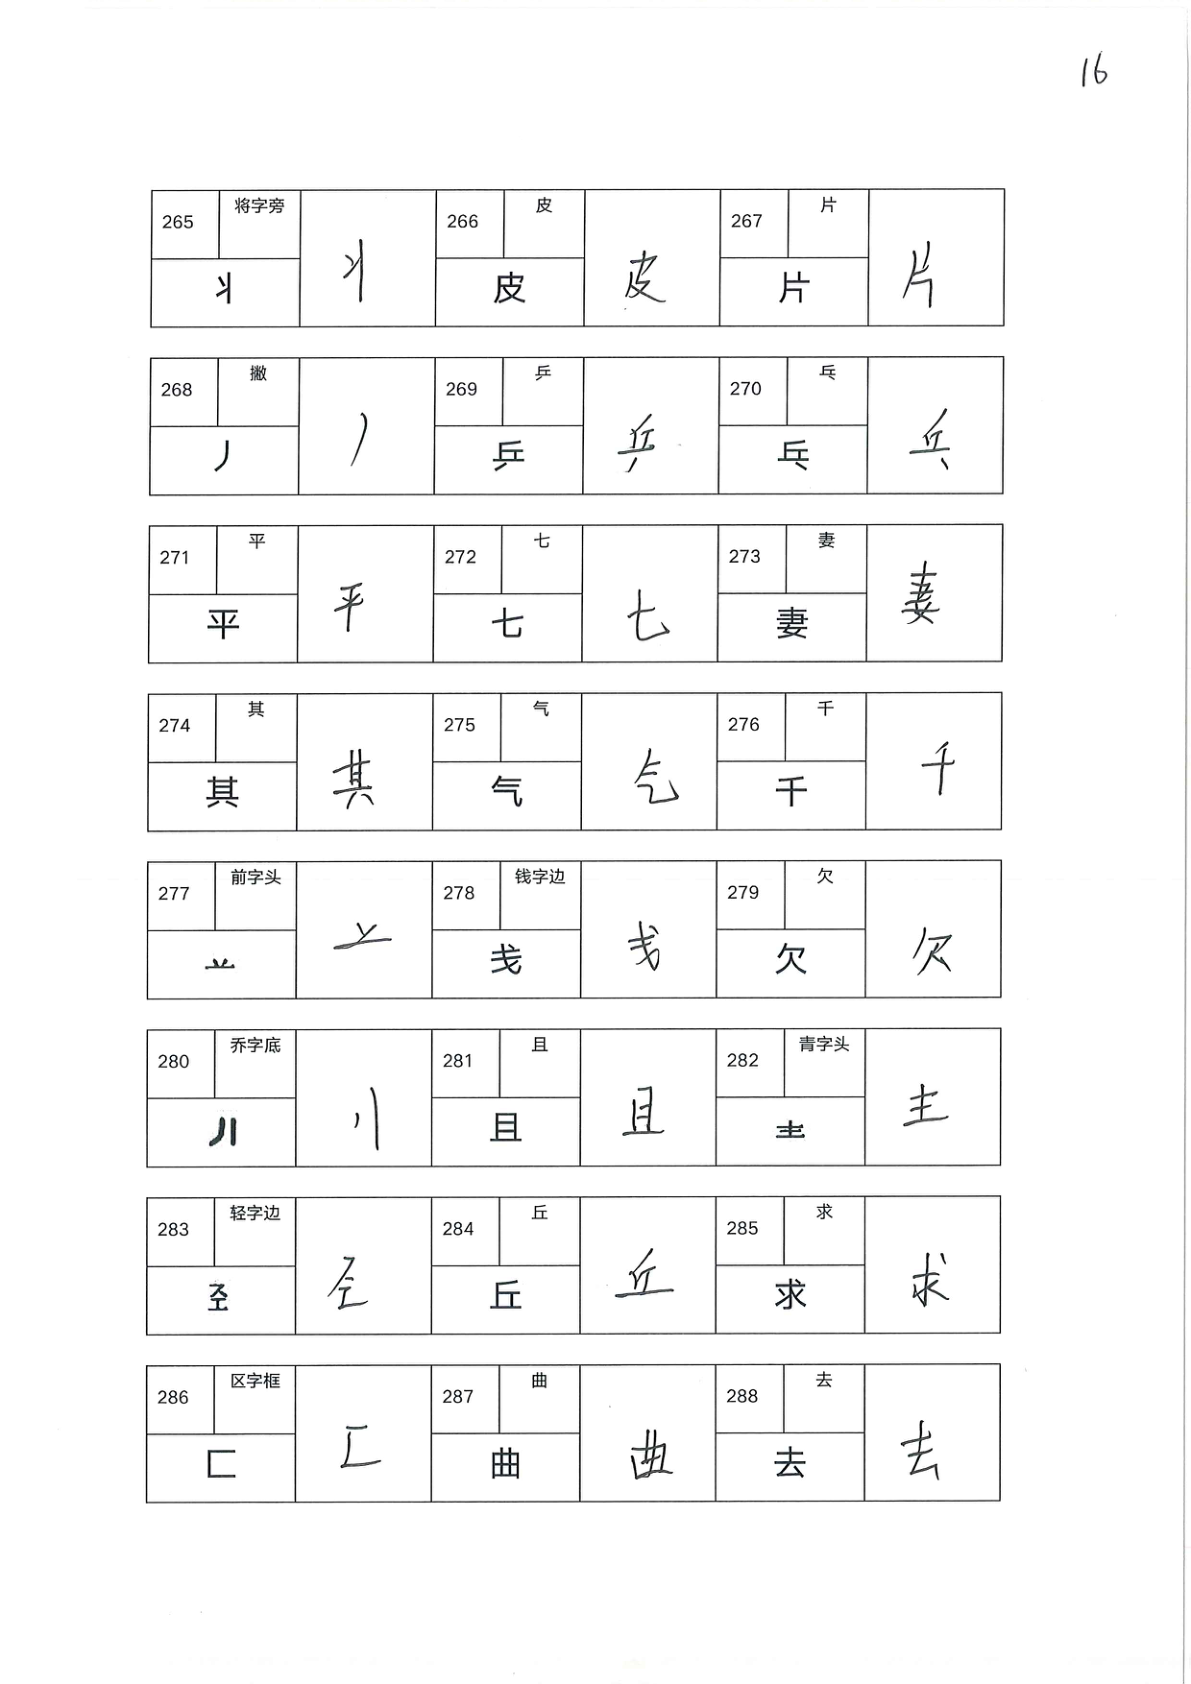 16
265 将字旁 丬 266 皮 皮 267 片 片
丬 皮 片
268 撇 丿 269 乒 乒 270 乓 乓
丿 乒 乓
271 平 平 272 七 七 273 妻 妻
平 七 妻
274 其 其 275 气 气 276 千 千
其 气 千
277 前字头 䒑 278 钱字边 戋 279 欠 欠
䒑 戋 欠
280 乔字底 丿丨 281 且 且 282 青字头 龶
丿丨 且 龶
283 轻字边 𢀖 284 丘 丘 285 求 求
𢀖 丘 求
286 区字框 匚 287 曲 曲 288 去 去
匚 曲 去